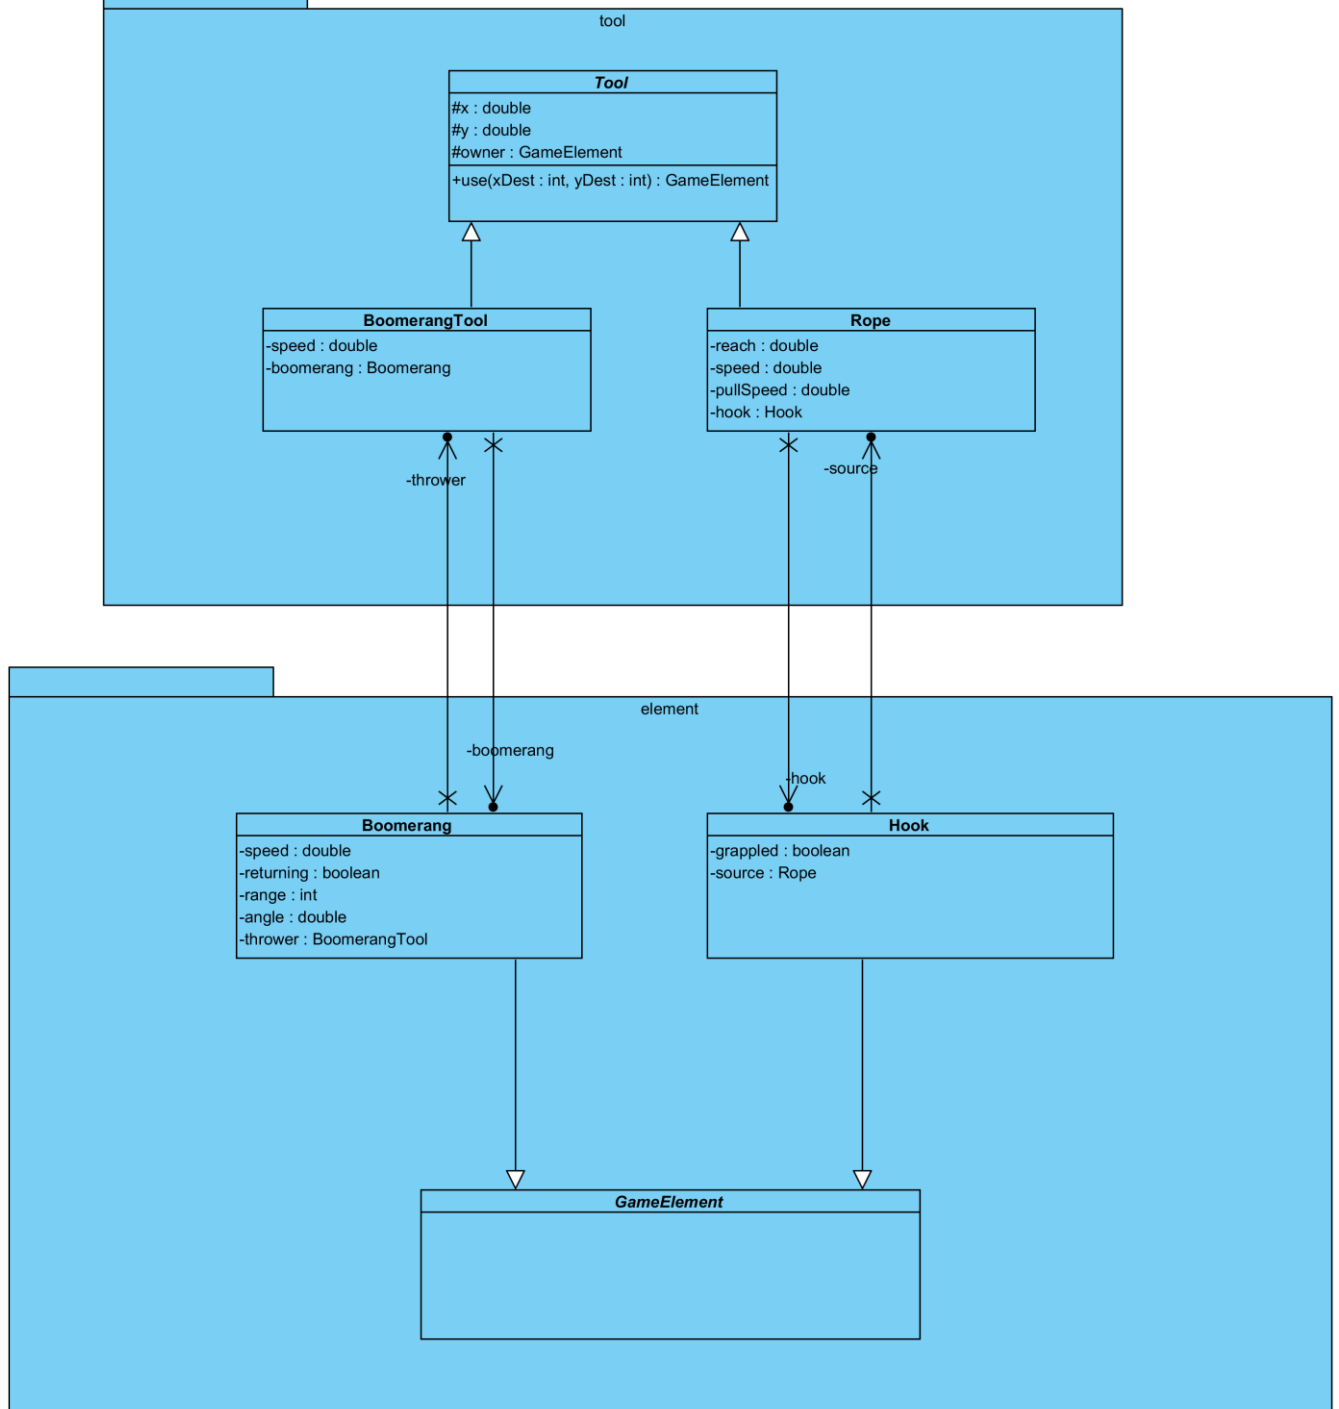 tool
Tool
#x : double
#y : double
#owner : GameElement
+use(xDest : int, yDest : int) : GameElement
BoomerangTool
-speed : double
-boomerang : Boomerang
Rope
-reach : double
-speed : double
-pullSpeed : double
-hook : Hook
-thrower
-source
element
-boomerang
-hook
Boomerang
-speed : double
-returning : boolean
-range : int
-angle : double
-thrower : BoomerangTool
Hook
-grappled : boolean
-source : Rope
GameElement